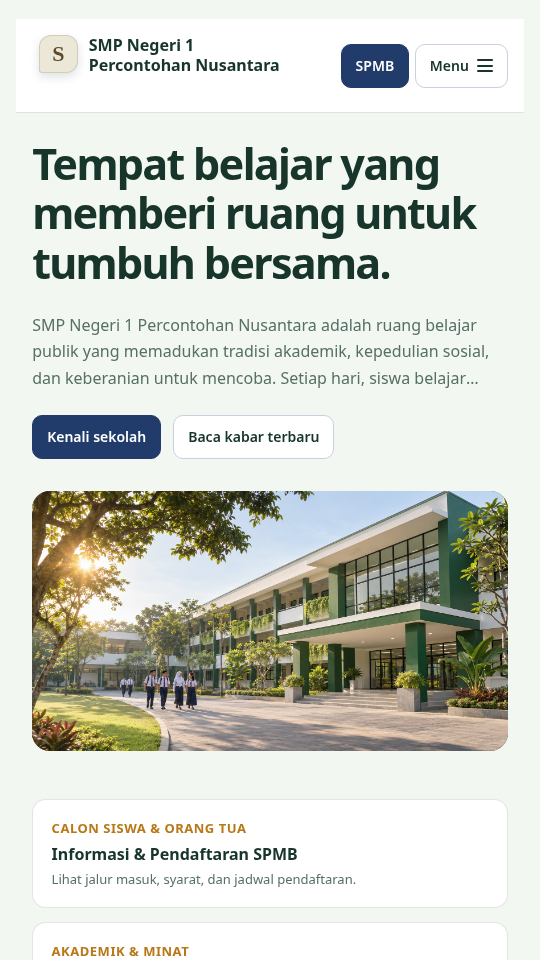 S
SMP Negeri 1
Percontohan Nusantara
SPMB
Menu
Tempat belajar yang
memberi ruang untuk
tumbuh bersama.
SMP Negeri 1 Percontohan Nusantara adalah ruang belajar
publik yang memadukan tradisi akademik, kepedulian sosial,
dan keberanian untuk mencoba. Setiap hari, siswa belajar...
Kenali sekolah
Baca kabar terbaru
CALON SISWA & ORANG TUA
Informasi & Pendaftaran SPMB
Lihat jalur masuk, syarat, dan jadwal pendaftaran.
AKADEMIK & MINAT